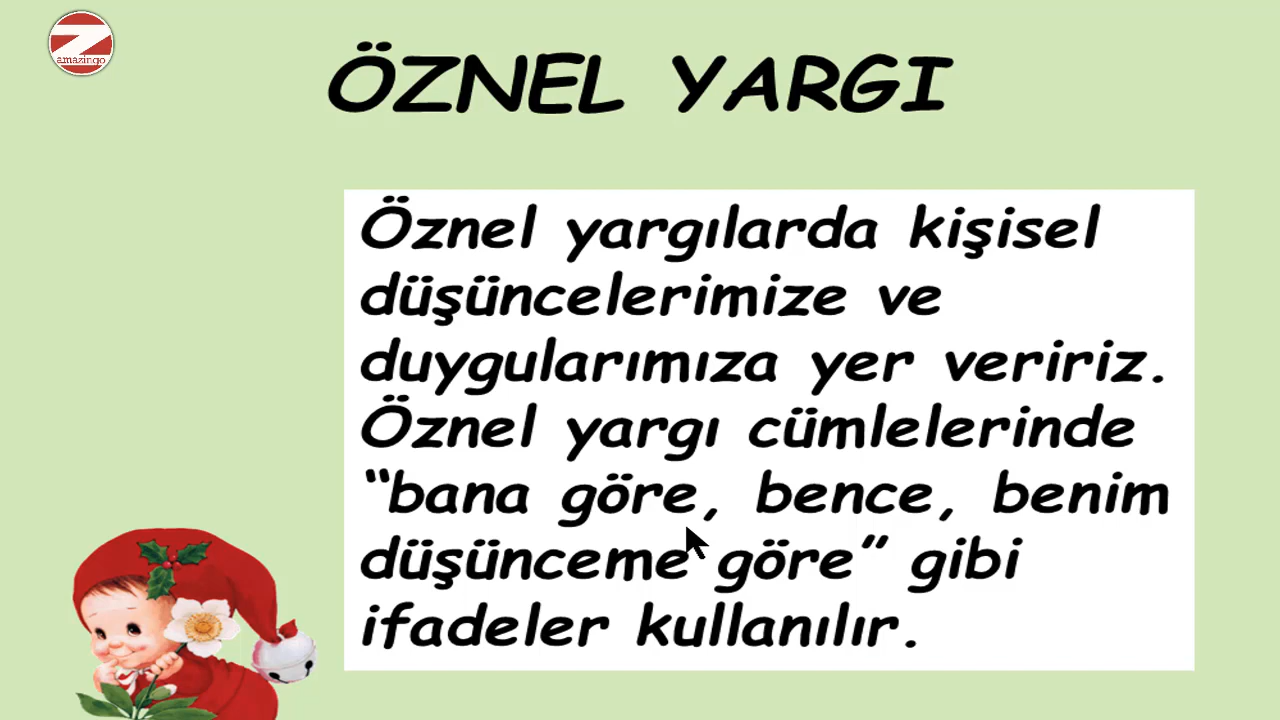 amazingo
ÖZNEL YARGI
Öznel yargılarda kişisel
düşüncelerimize ve
duygularımıza yer veririz.
Öznel yargı cümlelerinde
“bana göre, bence, benim
düşünceme göre” gibi
ifadeler kullanılır.